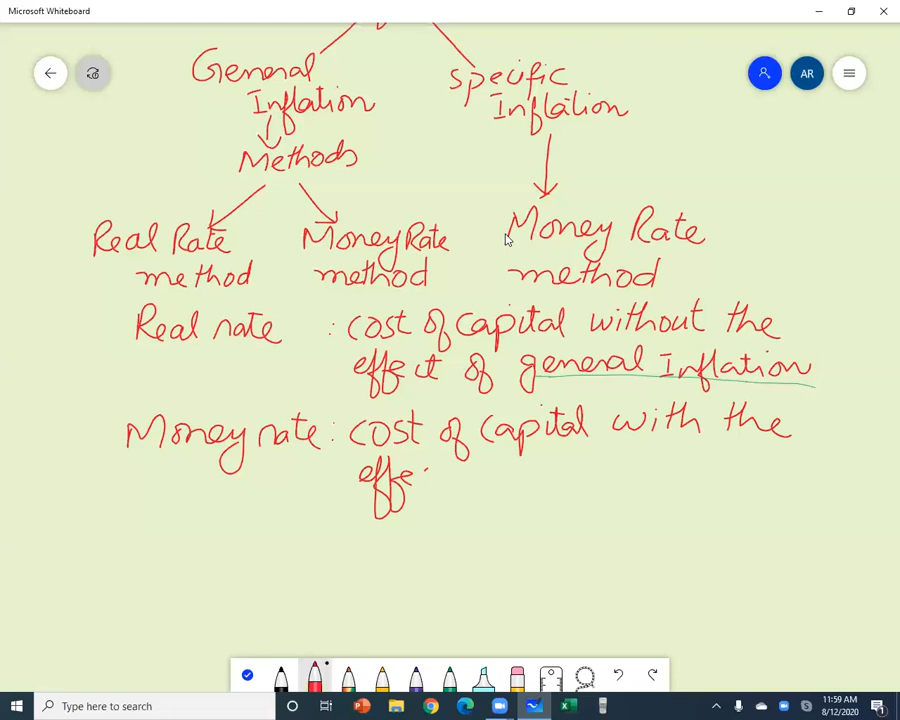 Microsoft Whiteboard
General
Inflation
specific
Inflation
Methods
Real Rate
method
Money Rate
method
Money Rate
method
Real rate : cost of capital without the
effect of general Inflation
Money rate : cost of capital with the
effe
AR
Type here to search
11:59 AM
8/12/2020